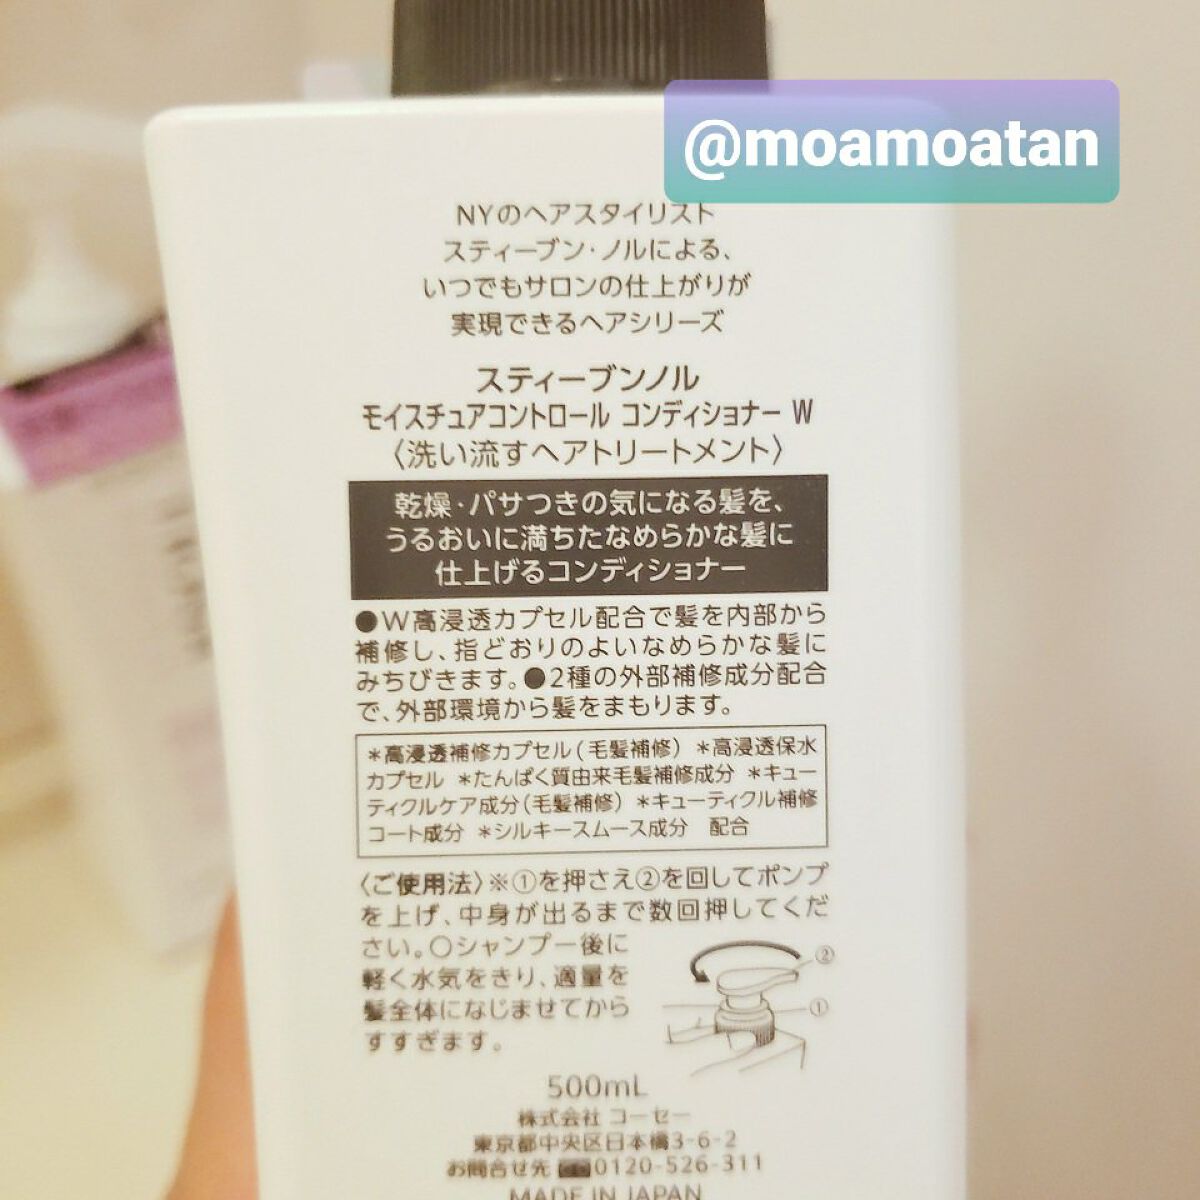 @moamoatan
NYのヘアスタイリスト
スティーブン・ノルによる、
いつでもサロンの仕上がりが
実現できるヘアシリーズ
スティーブンノル
モイスチュアコントロール コンディショナー W
〈洗い流すヘアトリートメント〉
乾燥・パサつきの気になる髪を、
うるおいに満ちたなめらかな髪に
仕上げるコンディショナー
●W高浸透カプセル配合で髪を内部から
補修し、指どおりのよいなめらかな髪に
みちびきます。●2種の外部補修成分配合
で、外部環境から髪をまもります。
*高浸透補修カプセル(毛髪補修) *高浸透保水
カプセル *たんぱく質由来毛髪補修成分 *キュー
ティクルケア成分(毛髪補修) *キューティクル補修
コート成分 *シルキースムース成分 配合
〈ご使用法〉※①を押さえ②を回してポンプ
を上げ、中身が出るまで数回押してくだ
さい。○シャンプー後に
軽く水気をきり、適量を
髪全体になじませてから
すすぎます。
②
①
500mL
株式会社 コーセー
東京都中央区日本橋3-6-2
お問合せ先 0120-526-311
MADE IN JAPAN